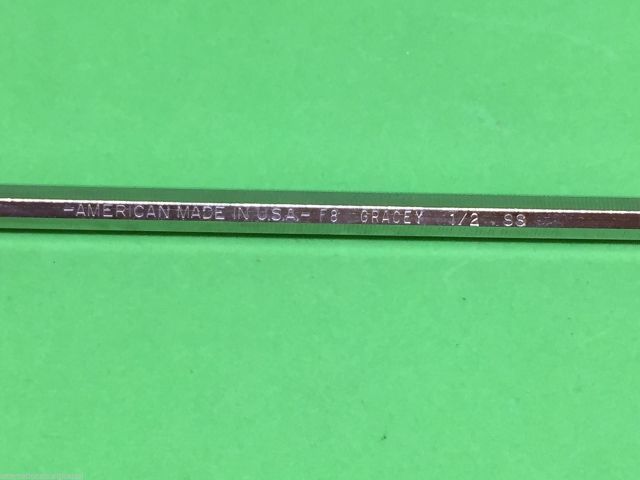 -AMERICAN MADE IN U.S.A.- F8 GRACEY 1/2 SS